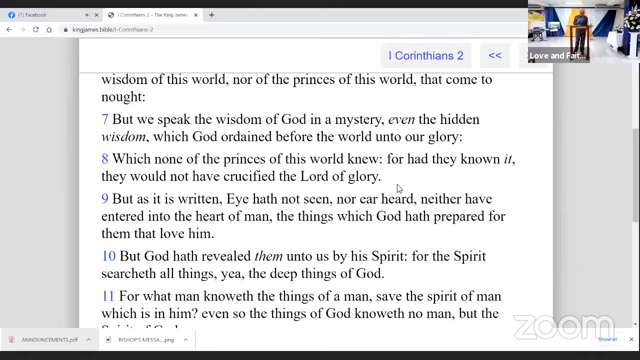 Facebook
I Corinthians 2 - The King James
kingjames.bible/I-Corinthians-2
I Corinthians 2
<<
Love and Fait...
wisdom of this world, nor of the princes of this world, that come to
nought:
7 But we speak the wisdom of God in a mystery, even the hidden
wisdom, which God ordained before the world unto our glory:
8 Which none of the princes of this world knew: for had they known it,
they would not have crucified the Lord of glory.
9 But as it is written, Eye hath not seen, nor ear heard, neither have
entered into the heart of man, the things which God hath prepared for
them that love him.
10 But God hath revealed them unto us by his Spirit: for the Spirit
searcheth all things, yea, the deep things of God.
11 For what man knoweth the things of a man, save the spirit of man
which is in him? even so the things of God knoweth no man, but the
Spirit of God.
zoom
ANNOUNCEMENTS.pdf
BISHOP'S MESSA....png
Show all